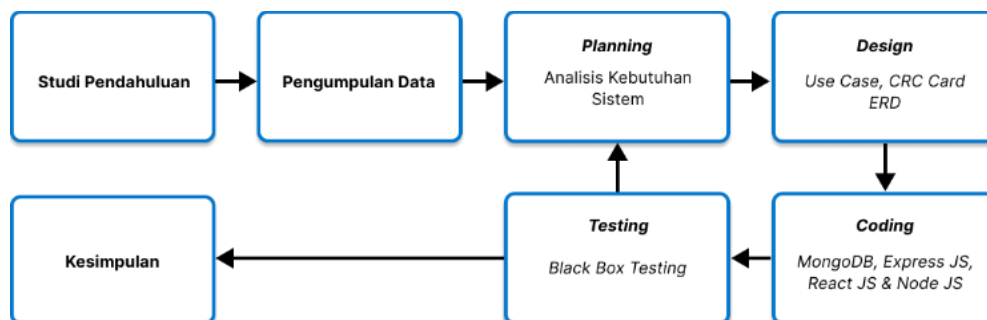 Studi Pendahuluan
Pengumpulan Data
Planning
Analisis Kebutuhan
Sistem
Design
Use Case, CRC Card
ERD
Kesimpulan
Testing
Black Box Testing
Coding
MongoDB, Express JS,
React JS & Node JS